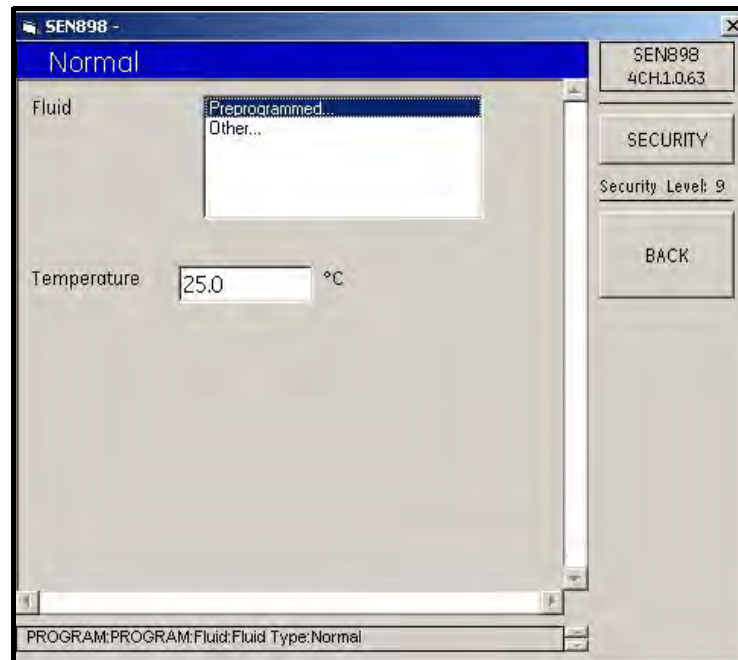 SEN898 -
Normal
SEN898
4CH.1.0.63
Fluid
Preprogrammed...
Other...
SECURITY
Security Level: 9
BACK
Temperature
25.0
°C
PROGRAM:PROGRAM:Fluid:Fluid Type:Normal